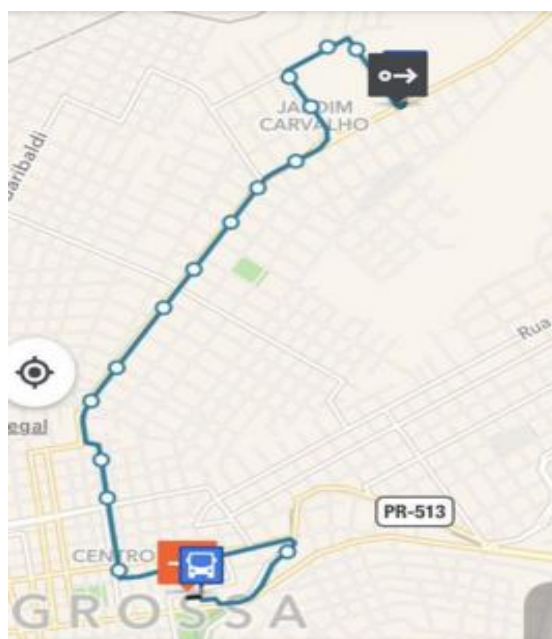 JARDIM
CARVALHO
Garibaldi
Rua
egal
PR-513
CENTRO
GROSSA